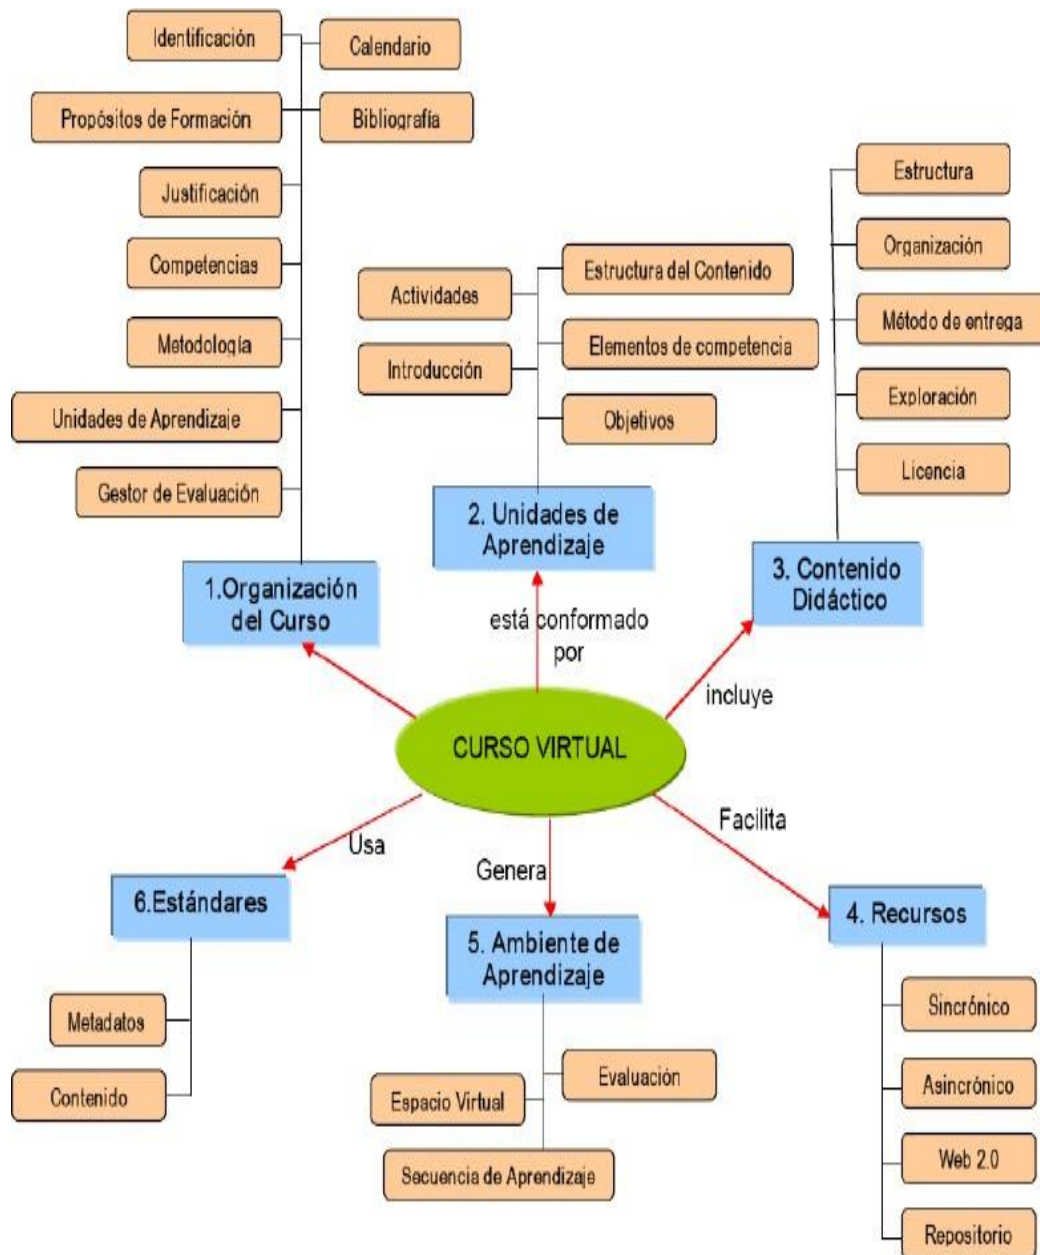 Identificación
Calendario
Propósitos de Formación
Bibliografía
Justificación
Competencias
Metodología
Unidades de Aprendizaje
Gestor de Evaluación
1.Organización
del Curso
Actividades
Estructura del Contenido
Introducción
Elementos de competencia
Objetivos
2. Unidades de
Aprendizaje
Estructura
Organización
Método de entrega
Exploración
Licencia
3. Contenido
Didáctico
está conformado
por
incluye
CURSO VIRTUAL
Usa
Genera
Facilita
6.Estándares
Metadatos
Contenido
5. Ambiente de
Aprendizaje
Evaluación
Espacio Virtual
Secuencia de Aprendizaje
4. Recursos
Sincrónico
Asincrónico
Web 2.0
Repositorio